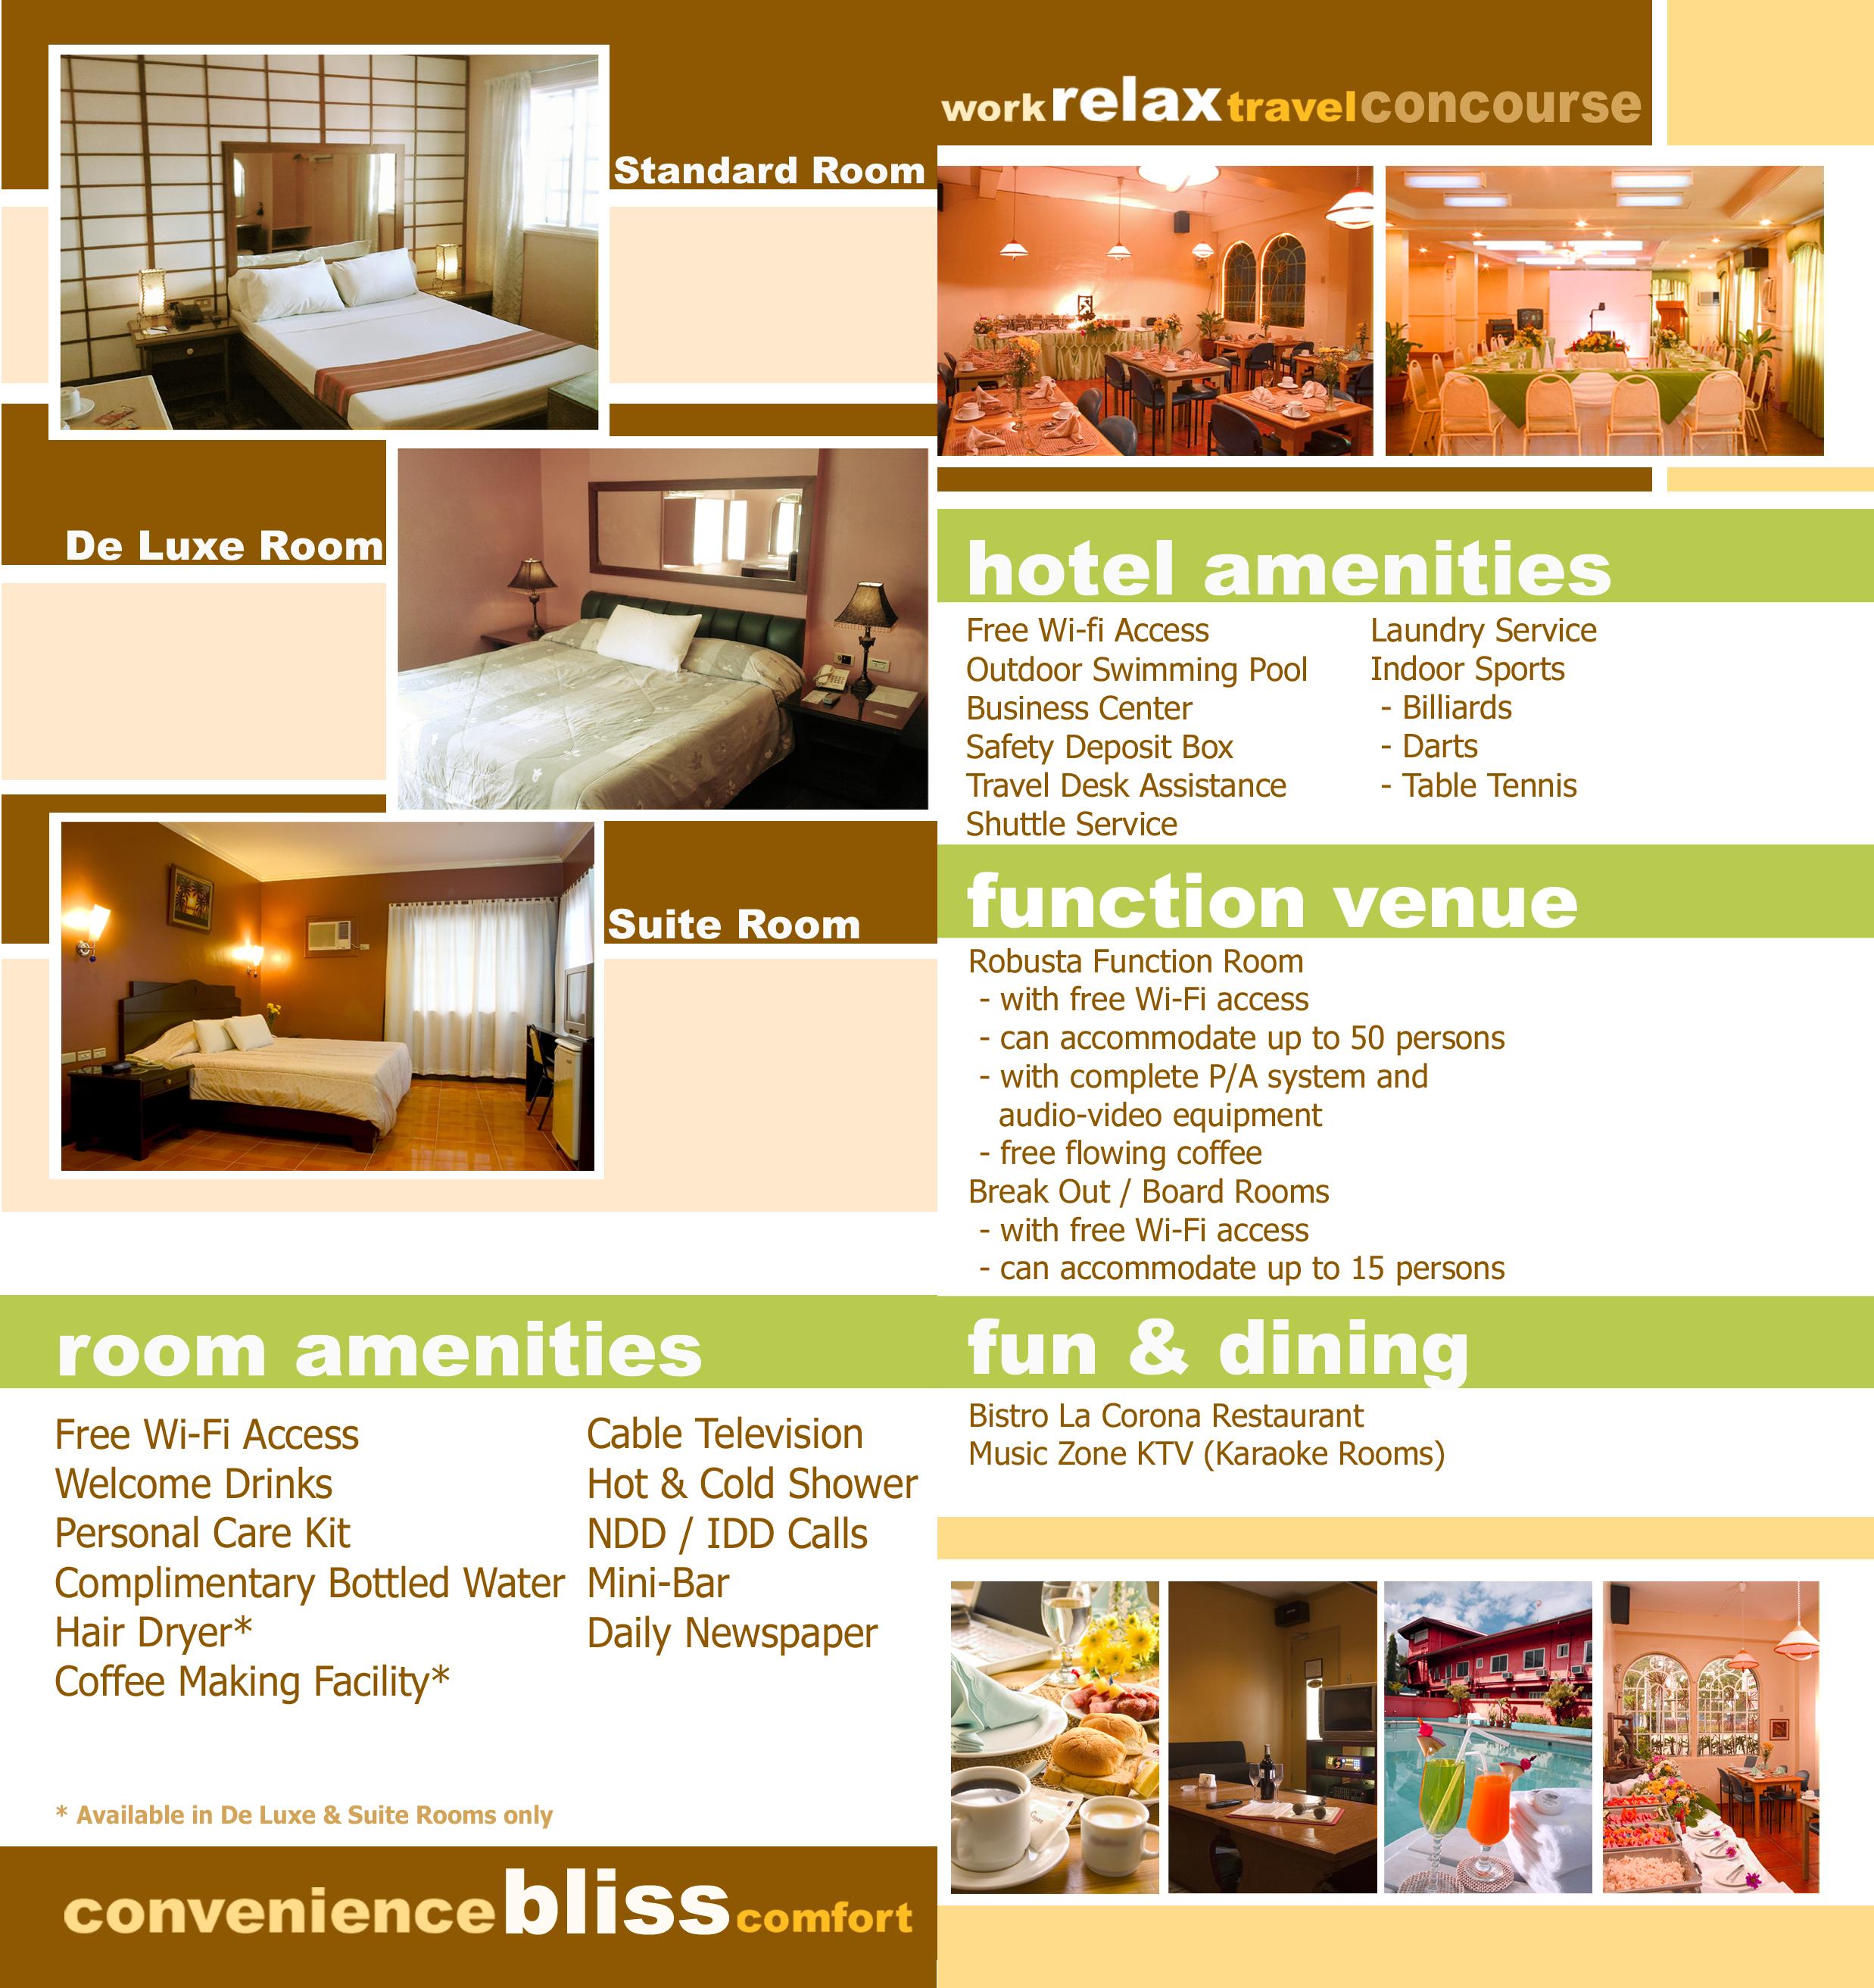 Standard Room
De Luxe Room
Suite Room
room amenities
Free Wi-Fi Access
Welcome Drinks
Personal Care Kit
Complimentary Bottled Water
Hair Dryer*
Coffee Making Facility*
Cable Television
Hot & Cold Shower
NDD / IDD Calls
Mini-Bar
Daily Newspaper
* Available in De Luxe & Suite Rooms only
convenience bliss comfort
work relax travel concourse
hotel amenities
Free Wi-fi Access
Outdoor Swimming Pool
Business Center
Safety Deposit Box
Travel Desk Assistance
Shuttle Service
Laundry Service
Indoor Sports
- Billiards
- Darts
- Table Tennis
function venue
Robusta Function Room
- with free Wi-Fi access
- can accommodate up to 50 persons
- with complete P/A system and
audio-video equipment
- free flowing coffee
Break Out / Board Rooms
- with free Wi-Fi access
- can accommodate up to 15 persons
fun & dining
Bistro La Corona Restaurant
Music Zone KTV (Karaoke Rooms)